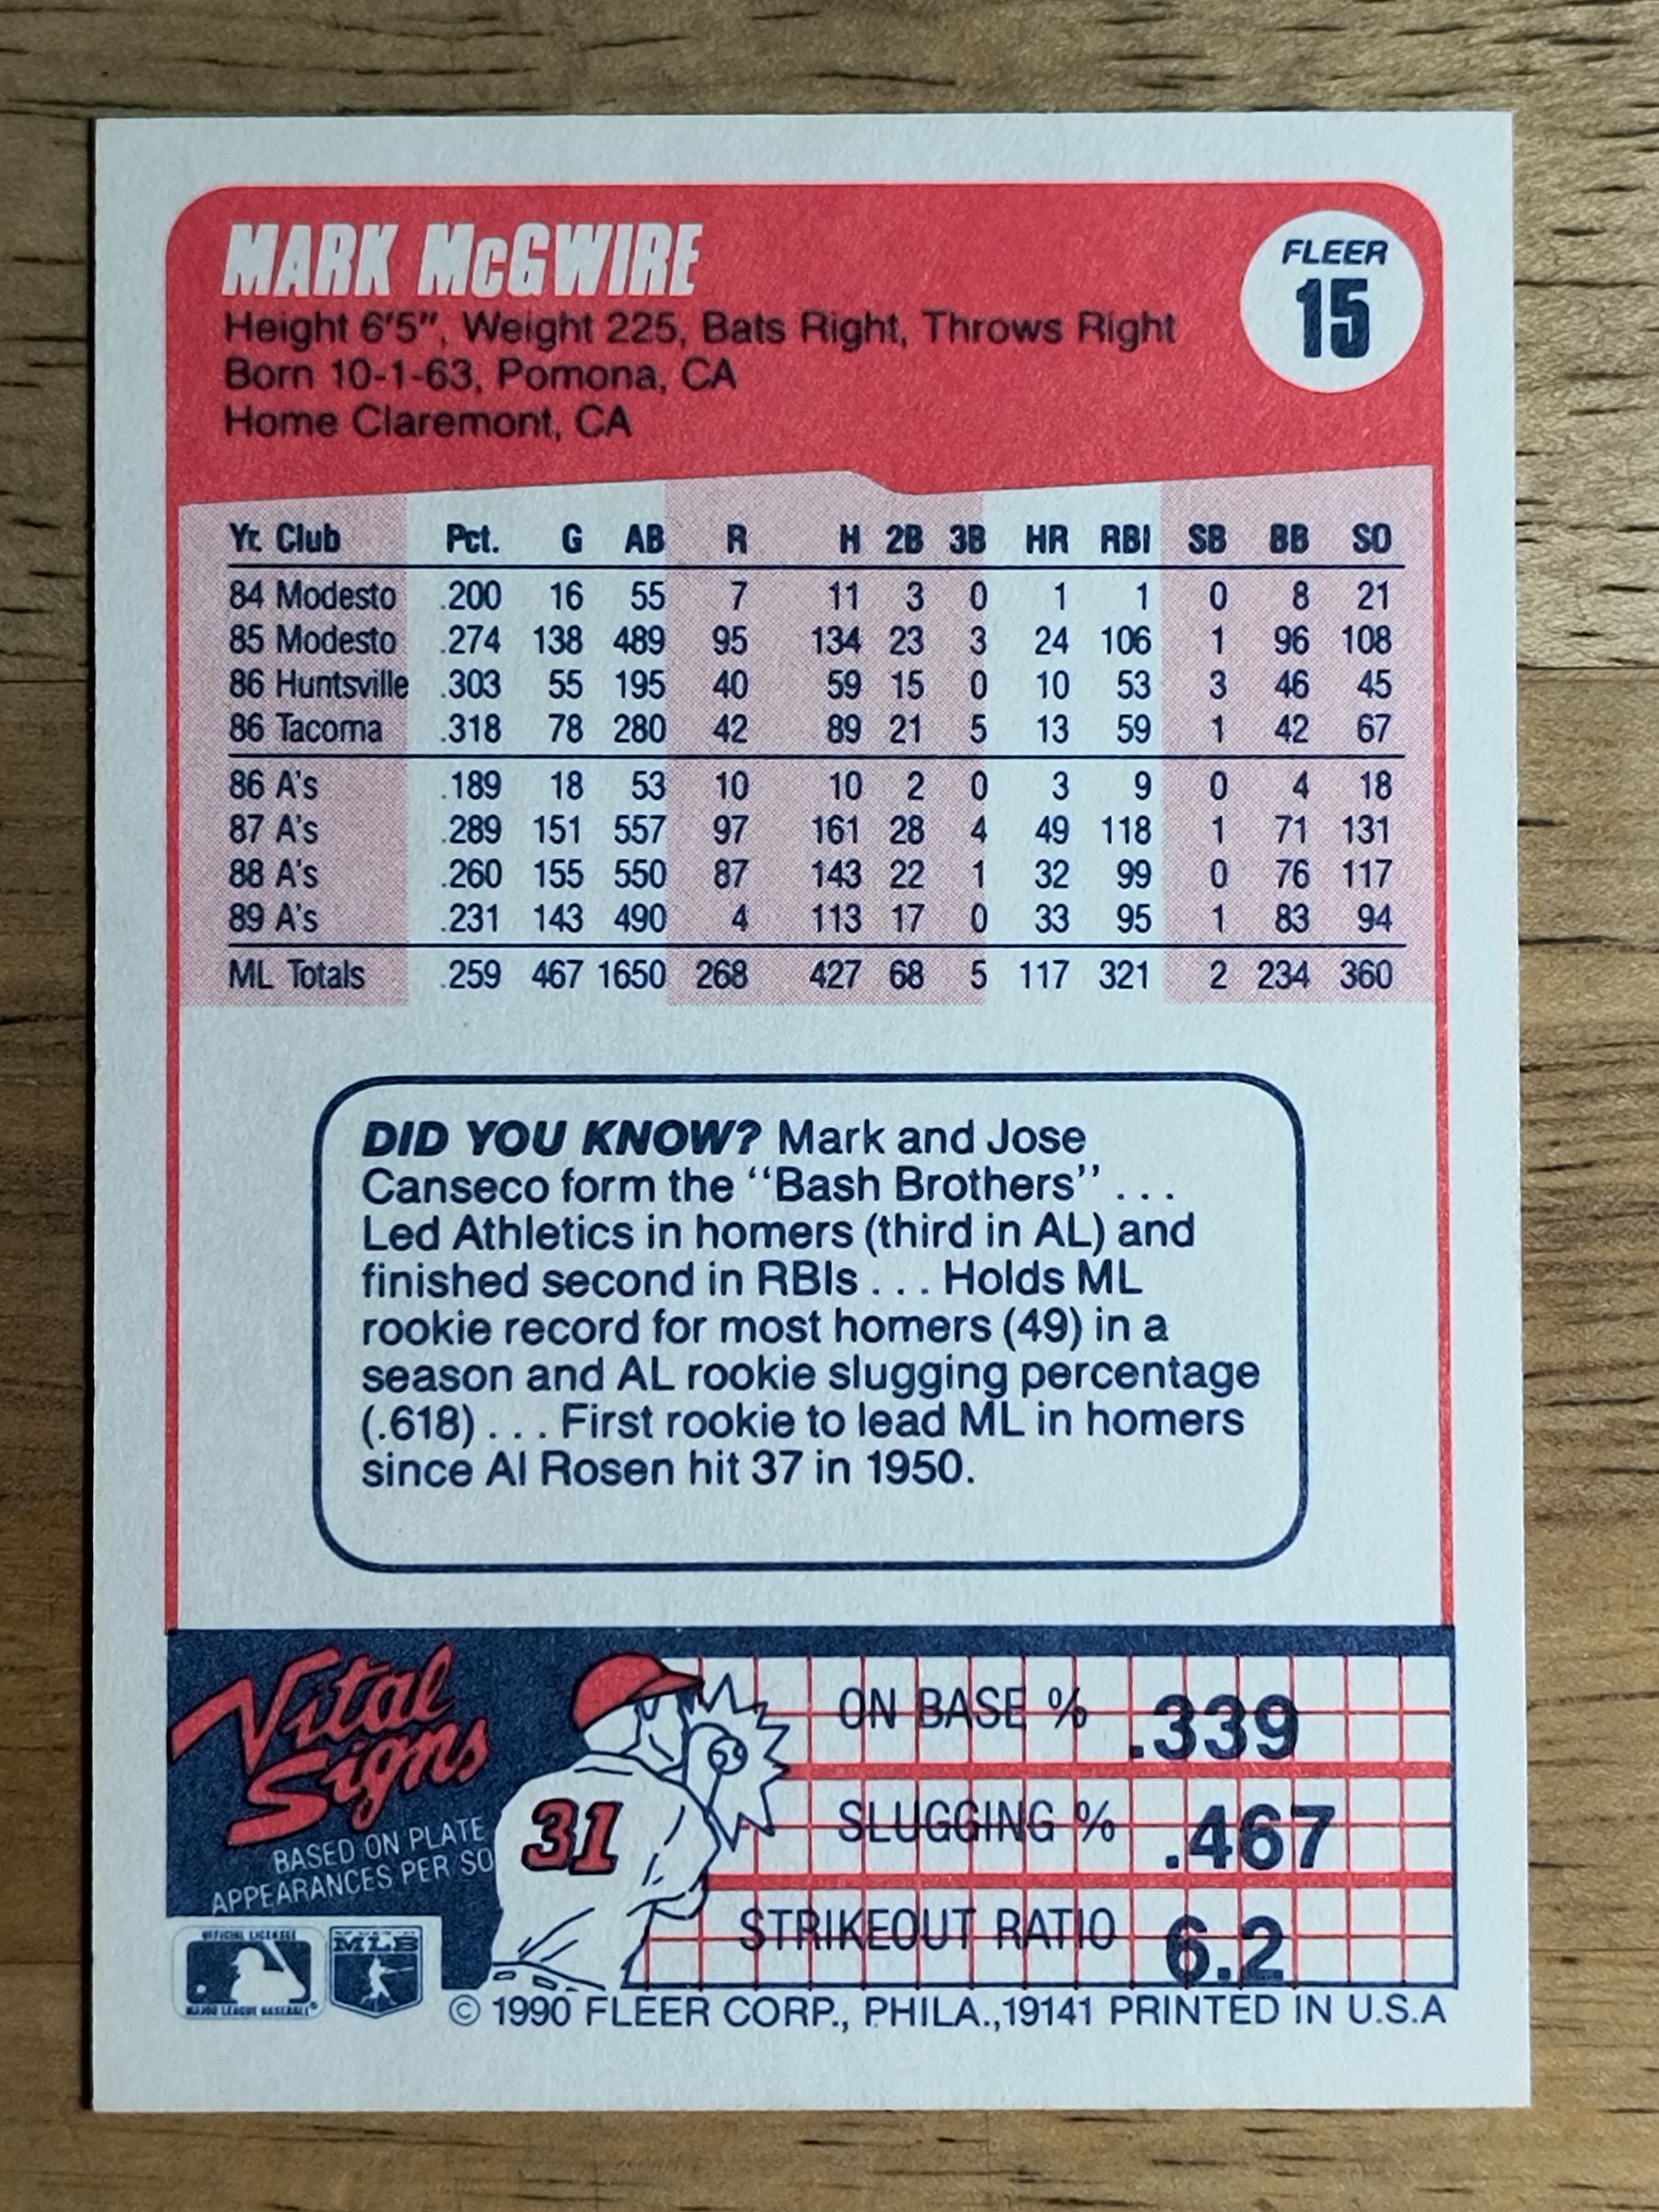 MARK McGWIRE
FLEER
15
Height 6'5", Weight 225, Bats Right, Throws Right
Born 10-1-63, Pomona, CA
Home Claremont, CA
Yr. Club Pct. G AB R H 2B 3B HR RBI SB BB SO
84 Modesto .200 16 55 7 11 3 0 1 1 0 8 21
85 Modesto .274 138 489 95 134 23 3 24 106 1 96 108
86 Huntsville .303 55 195 40 59 15 0 10 53 3 46 45
86 Tacoma .318 78 280 42 89 21 5 13 59 1 42 67
86 A's .189 18 53 10 10 2 0 3 9 0 4 18
87 A's .289 151 557 97 161 28 4 49 118 1 71 131
88 A's .260 155 550 87 143 22 1 32 99 0 76 117
89 A's .231 143 490 4 113 17 0 33 95 1 83 94
ML Totals .259 467 1650 268 427 68 5 117 321 2 234 360
DID YOU KNOW? Mark and Jose
Canseco form the "Bash Brothers" . . .
Led Athletics in homers (third in AL) and
finished second in RBIs . . . Holds ML
rookie record for most homers (49) in a
season and AL rookie slugging percentage
(.618) . . . First rookie to lead ML in homers
since Al Rosen hit 37 in 1950.
Vital
Signs
BASED ON PLATE
APPEARANCES PER SO
31
ON BASE % .339
SLUGGING % .467
STRIKEOUT RATIO 6.2
OFFICIAL LICENSEE
MAJOR LEAGUE BASEBALL
MLB
© 1990 FLEER CORP., PHILA.,19141 PRINTED IN U.S.A